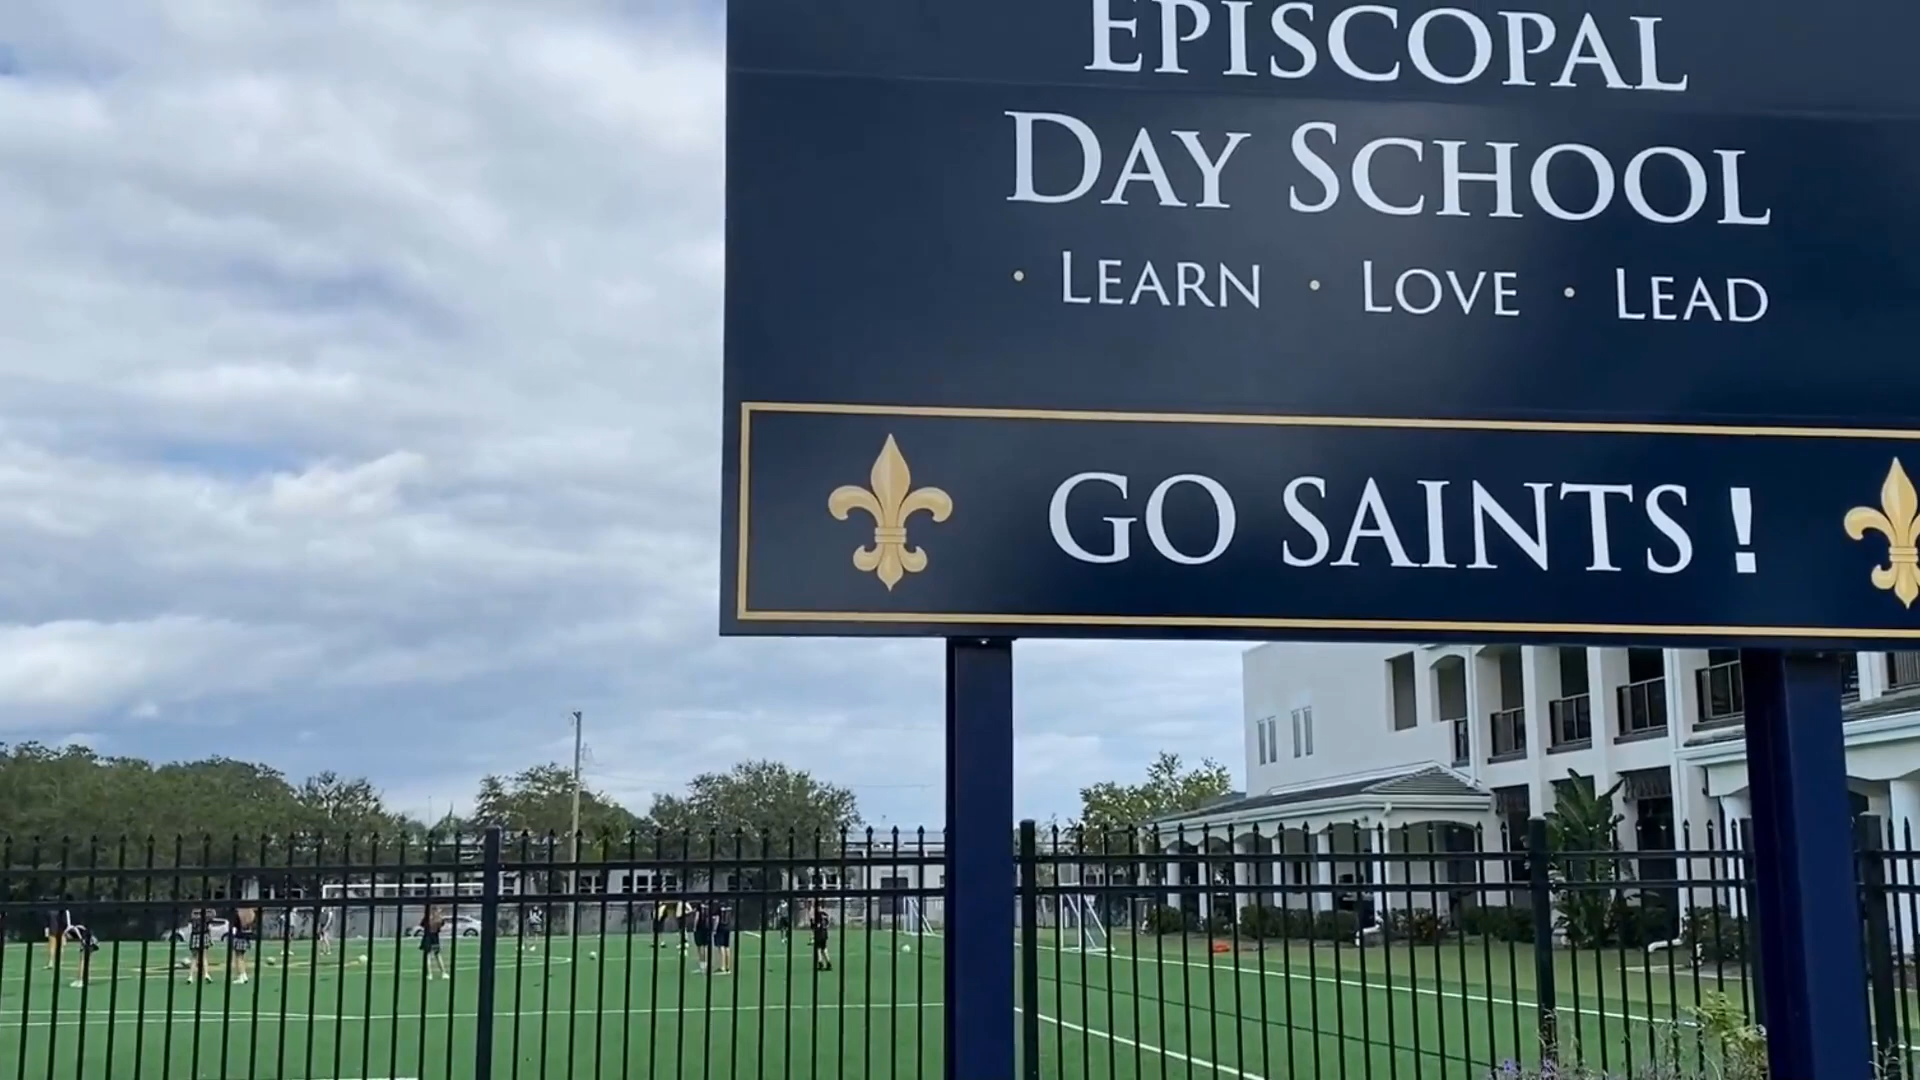 EPISCOPAL
DAY SCHOOL
· LEARN · LOVE · LEAD
GO SAINTS!